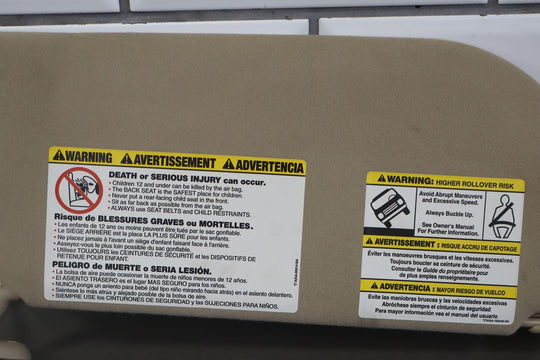 WARNING AVERTISSEMENT ADVERTENCIA
DEATH or SERIOUS INJURY can occur.
• Children 12 and under can be killed by the air bag.
• The BACK SEAT is the SAFEST place for children.
• Never put a rear-facing child seat in the front.
• Sit as far back as possible from the air bag.
• ALWAYS use SEAT BELTS and CHILD RESTRAINTS.
Risque de BLESSURES GRAVES ou MORTELLES.
• Les enfants de 12 ans ou moins peuvent être tués par le sac gonflable.
• Le SIÈGE ARRIÈRE est la place LA PLUS SÛRE pour les enfants.
• Ne placez jamais à l'avant un siège d'enfant faisant face à l'arrière.
• Asseyez-vous le plus loin possible du sac gonflable.
• Utilisez TOUJOURS les CEINTURES DE SÉCURITÉ et les DISPOSITIFS DE
RETENUE POUR ENFANT.
PELIGRO de MUERTE o SERIA LESIÓN.
• La bolsa de aire puede ocasionar la muerte de niños menores de 12 años.
• El ASIENTO TRASERO es el lugar MAS SEGURO para los niños.
• NUNCA ponga un asiento para bebé (del tipo niño mirando hacia atrás) en el asiento delantero.
• Siéntese lo más atrás y alejado posible de la bolsa de aire.
• SIEMPRE USE los CINTURONES DE SEGURIDAD y las SUJECIONES PARA NIÑOS.
WARNING: HIGHER ROLLOVER RISK
Avoid Abrupt Maneuvers
and Excessive Speed.
Always Buckle Up.
See Owner's Manual
For Further Information.
AVERTISSEMENT : RISQUE ACCRU DE CAPOTAGE
Eviter les manoeuvres brusques et les vitesses excessives.
Toujours boucler sa ceinture de sécurité.
Consulter le Guide du propriétaire pour
de plus amples renseignements.
ADVERTENCIA : MAYOR RIESGO DE VUELCO
Evite las maniobras bruscas y las velocidades excesivas
Abróchese siempre el cinturón de seguridad
Para mayor información vea el manual del usuario